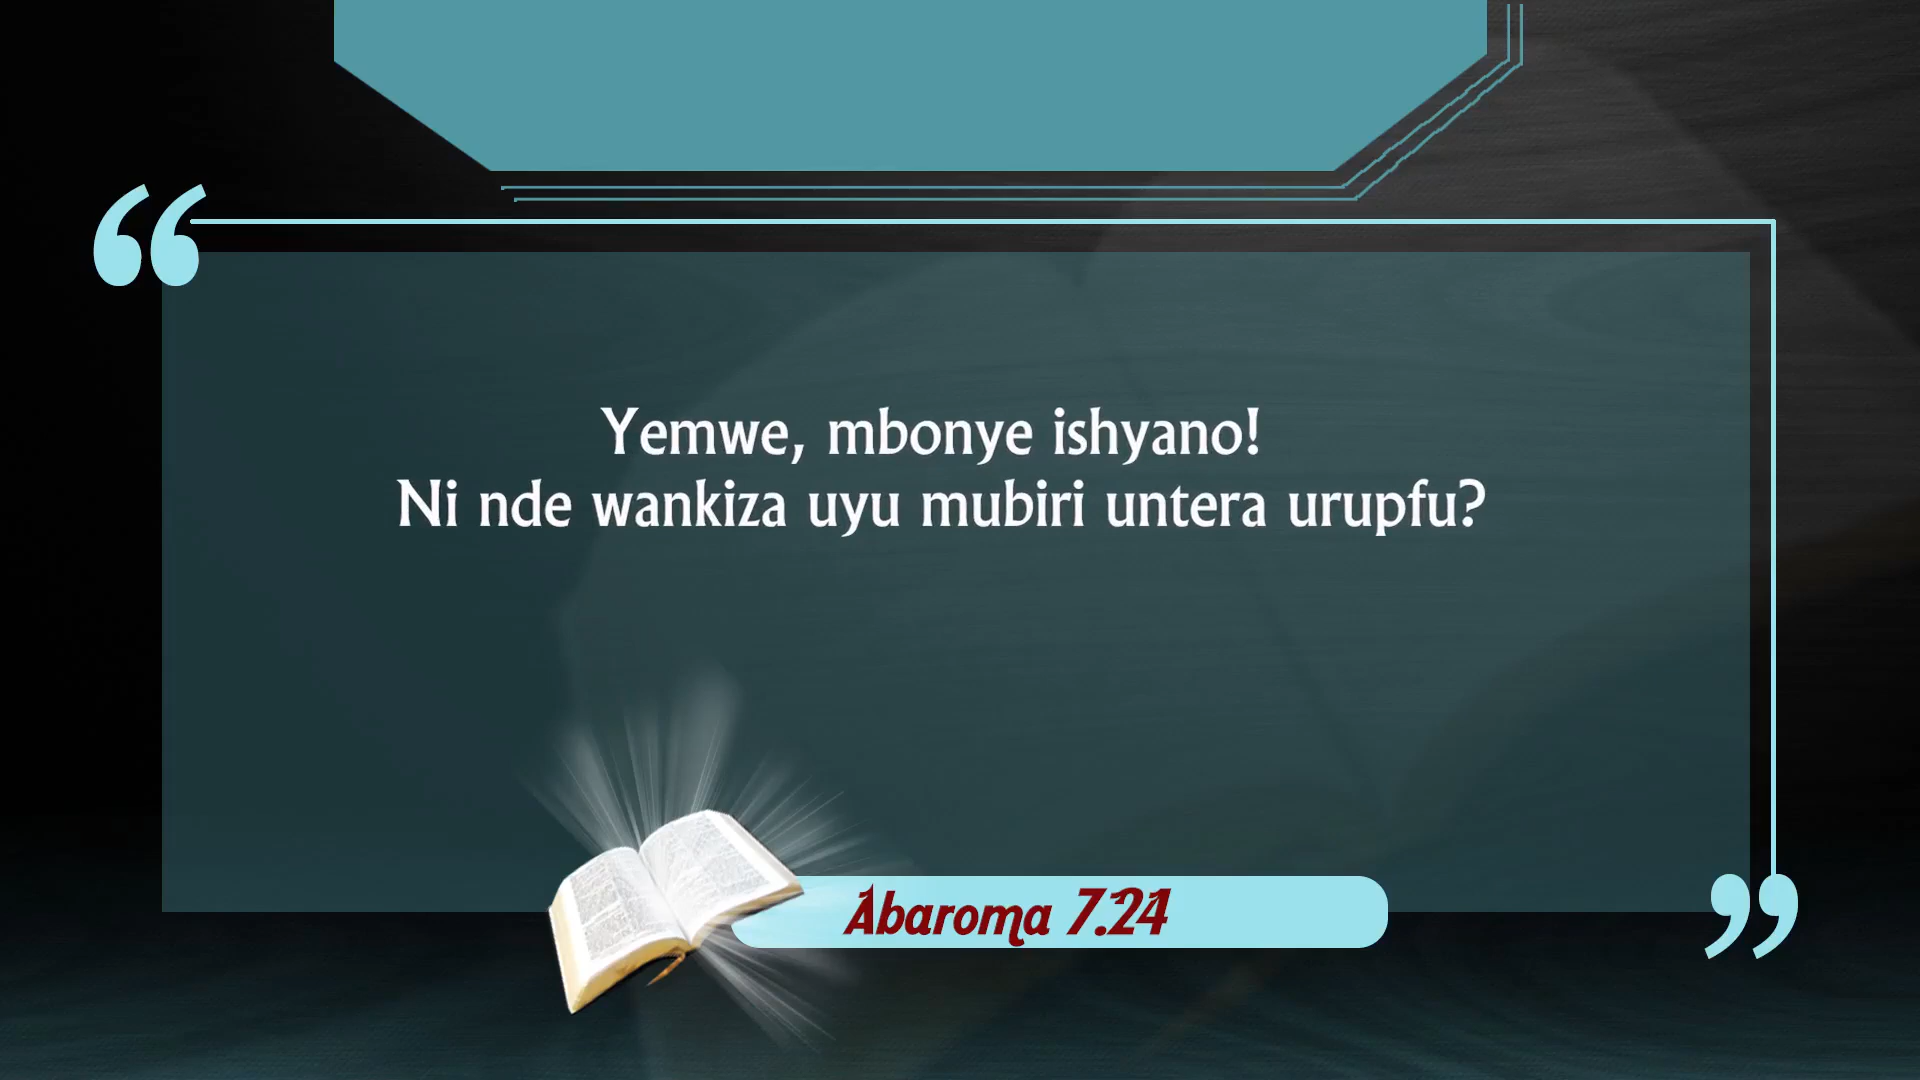 Yemwe, mbonye ishyano!
Ni nde wankiza uyu mubiri untera urupfu?
Abaroma 7.24